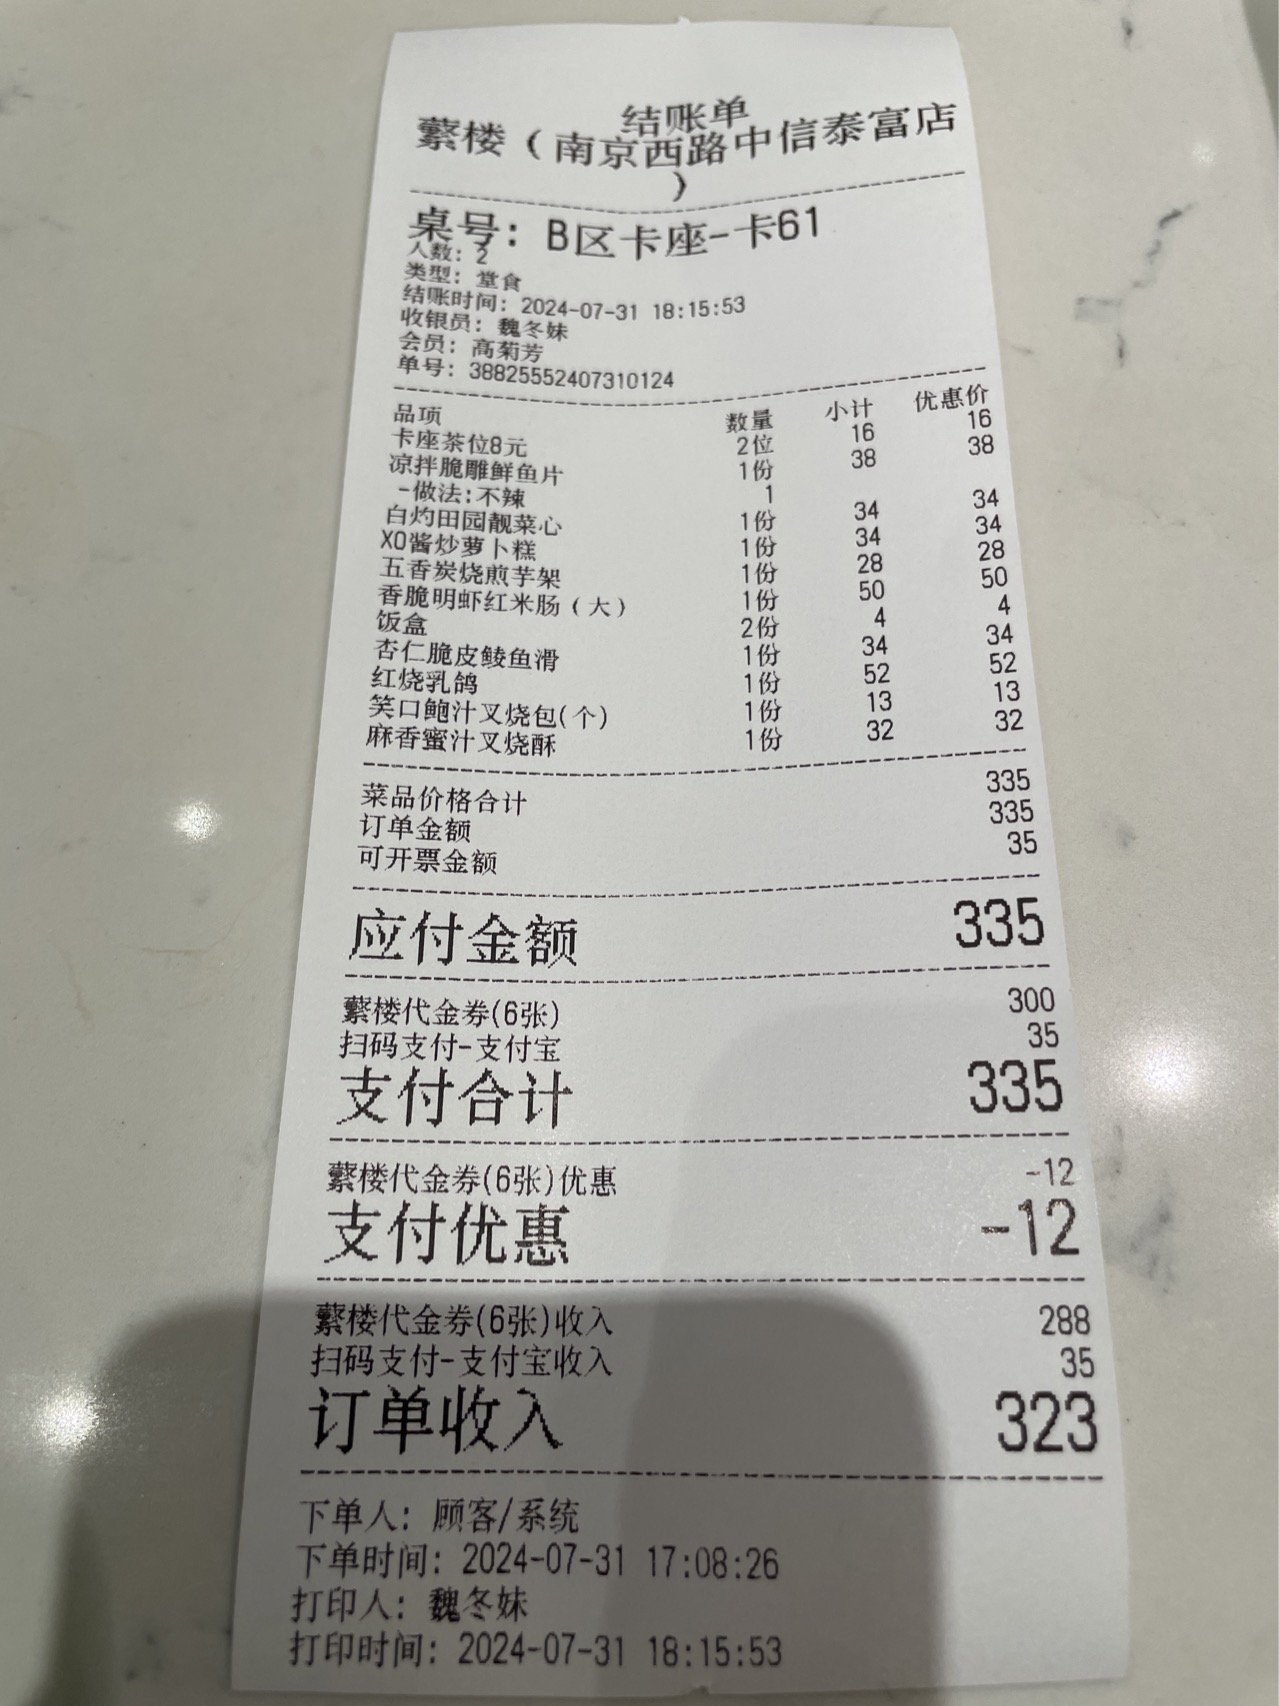 结账单
蘩楼（南京西路中信泰富店
）
桌号：B区卡座-卡61
人数：2
类型：堂食
结账时间：2024-07-31 18:15:53
收银员：魏冬妹
会员：高菊芳
单号：38825552407310124
品项 数量 小计 优惠价
卡座茶位8元 2位 16 16
凉拌脆雕鲜鱼片 1份 38 38
-做法:不辣 1
白灼田园靓菜心 1份 34 34
XO酱炒萝卜糕 1份 34 34
五香炭烧煎芋架 1份 28 28
香脆明虾红米肠（大） 1份 50 50
饭盒 2份 4 4
杏仁脆皮鲮鱼滑 1份 34 34
红烧乳鸽 1份 52 52
笑口鲍汁叉烧包(个) 1份 13 13
麻香蜜汁叉烧酥 1份 32 32
菜品价格合计 335
订单金额 335
可开票金额 35
应付金额 335
蘩楼代金券(6张) 300
扫码支付-支付宝 35
支付合计 335
蘩楼代金券(6张)优惠 -12
支付优惠 -12
蘩楼代金券(6张)收入 288
扫码支付-支付宝收入 35
订单收入 323
下单人：顾客/系统
下单时间：2024-07-31 17:08:26
打印人：魏冬妹
打印时间：2024-07-31 18:15:53